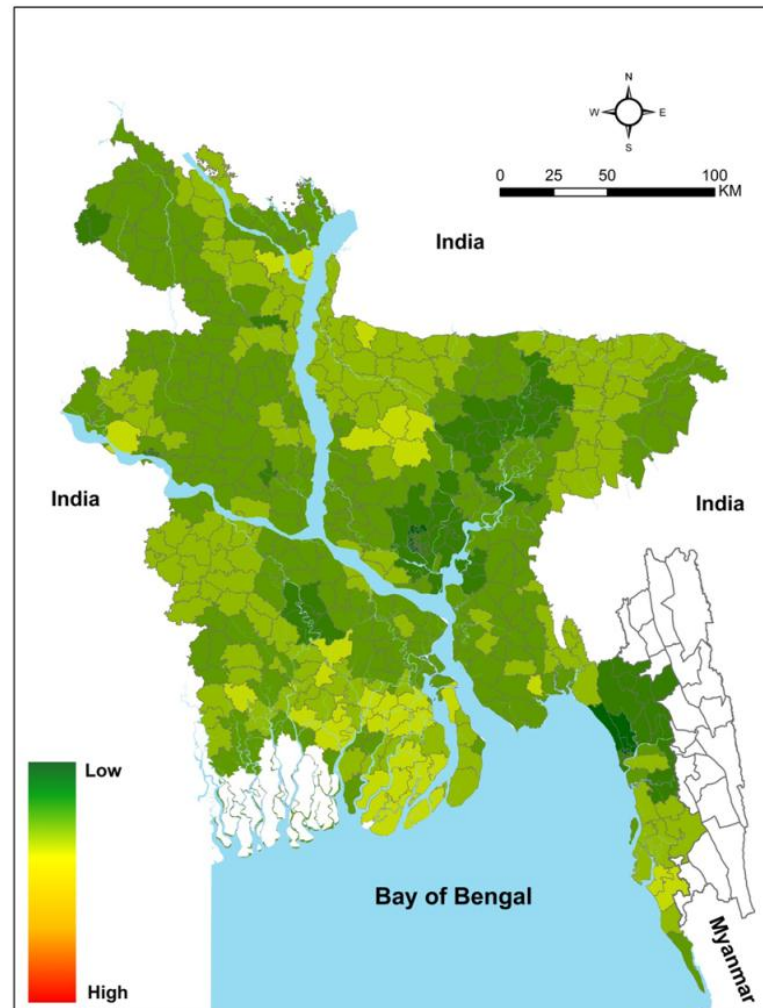 N
W E
S
0 25 50 100
KM
India
India
India
Low
High
Bay of Bengal
Myanmar